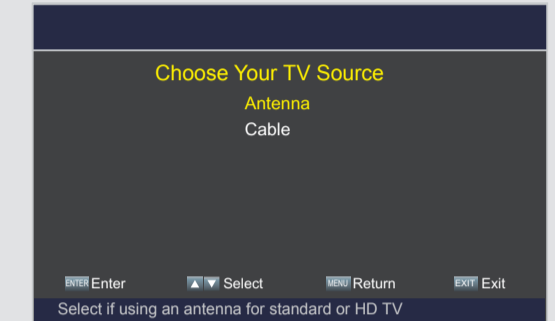 Choose Your TV Source
Antenna
Cable
ENTER Enter ▲ ▼ Select MENU Return EXIT Exit
Select if using an antenna for standard or HD TV